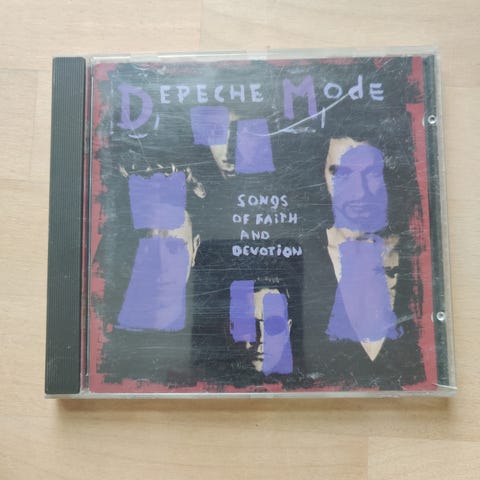 DEPECHE MODE
SONGS
OF FAITH
AND
DEVOTION